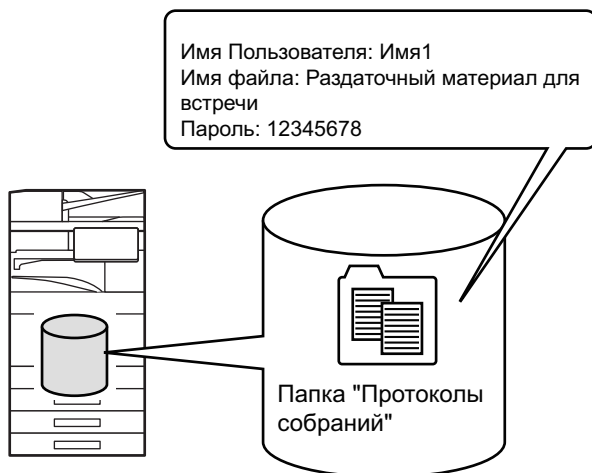 Имя Пользователя: Имя1
Имя файла: Раздаточный материал для
встречи
Пароль: 12345678
Папка "Протоколы
собраний"